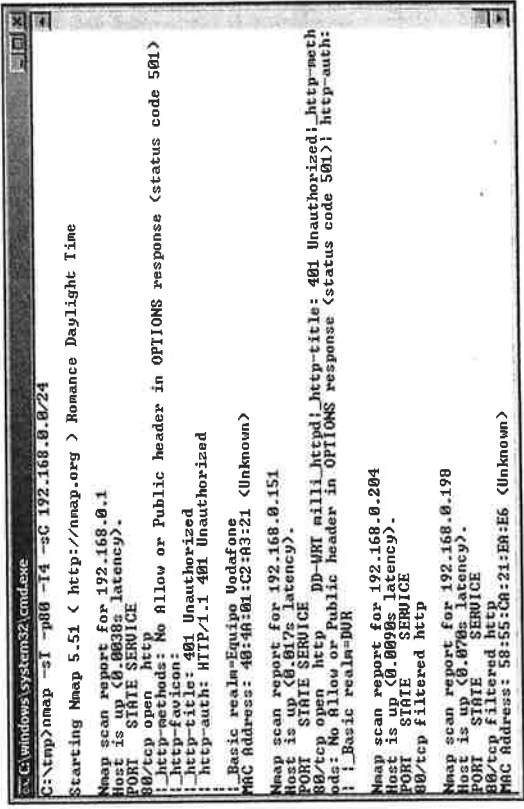 C:\windows\system32\cmd.exe
C:\tmp>nmap -sT -p80 -T4 -sC 192.168.0.0/24
Starting Nmap 5.51 ( http://nmap.org ) Romance Daylight Time
Nmap scan report for 192.168.0.1
Host is up (0.0038s latency).
PORT   STATE SERVICE
80/tcp open  http
|_http-methods: No Allow or Public header in OPTIONS response (status code 501)
|_http-favicon:
|_http-title: 401 Unauthorized
| http-auth: HTTP/1.1 401 Unauthorized
|
|_Basic realm=Equipo Vodafone
MAC Address: 40:4A:01:C2:A3:21 (Unknown)
Nmap scan report for 192.168.0.151
Host is up (0.017s latency).
PORT   STATE SERVICE
80/tcp open  http    DD-WRT milli_httpd|_http-title: 401 Unauthorized|_http-meth
ods: No Allow or Public header in OPTIONS response (status code 501)| http-auth:
| |_Basic realm=DVR
Nmap scan report for 192.168.0.204
Host is up (0.0090s latency).
PORT   STATE    SERVICE
80/tcp filtered http
Nmap scan report for 192.168.0.198
Host is up (0.070s latency).
PORT   STATE    SERVICE
80/tcp filtered http
MAC Address: 58:55:CA:21:EA:E6 (Unknown)